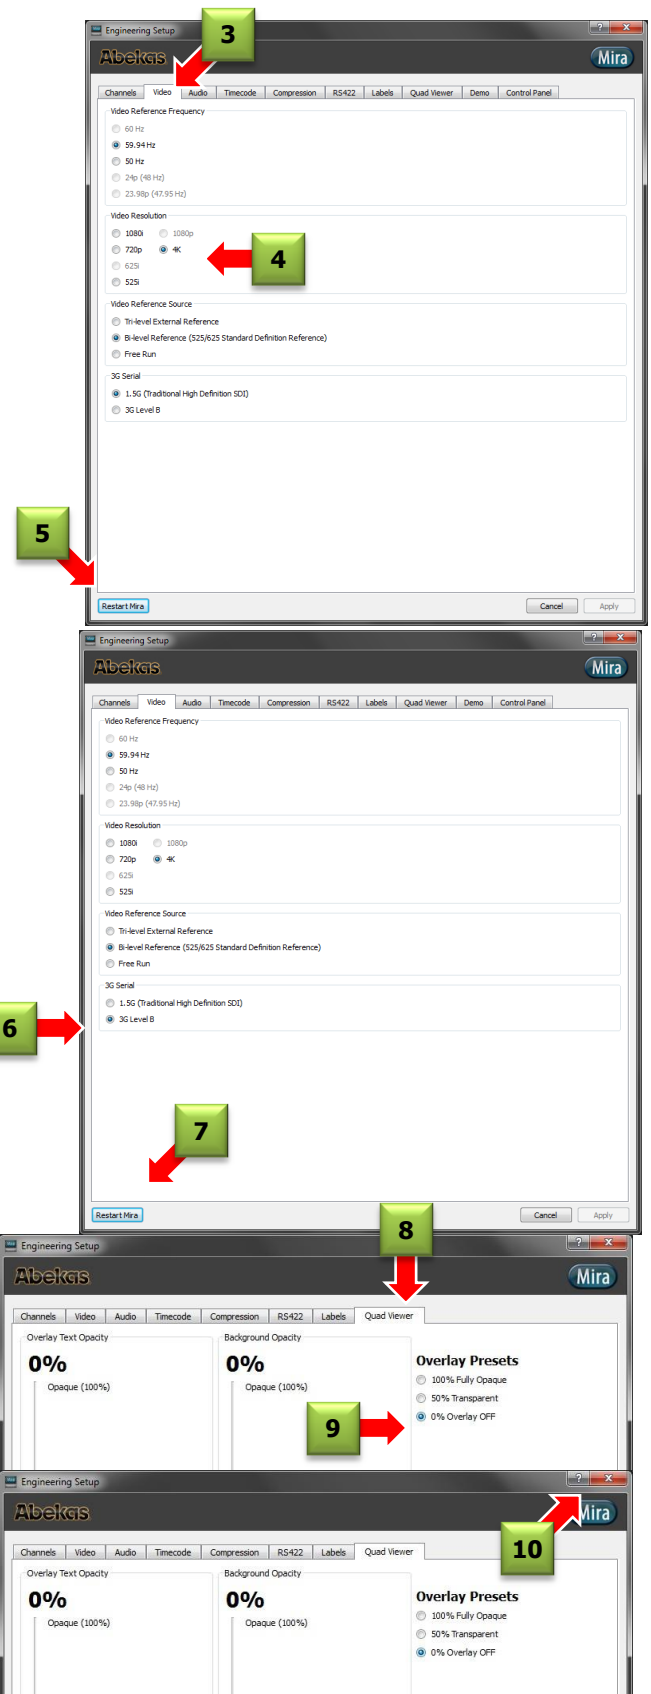 3
Engineering Setup
? x
Abekas
Mira
Channels Video Audio Timecode Compression RS422 Labels Quad Viewer Demo Control Panel
Video Reference Frequency
60 Hz
59.94 Hz
50 Hz
24p (48 Hz)
23.98p (47.95 Hz)
Video Resolution
1080i 1080p
720p 4K
4
625i
525i
Video Reference Source
Tri-level External Reference
Bi-level Reference (525/625 Standard Definition Reference)
Free Run
3G Serial
1.5G (Traditional High Definition SDI)
3G Level B
5
Restart Mira Cancel Apply
Engineering Setup
? x
Abekas
Mira
Channels Video Audio Timecode Compression RS422 Labels Quad Viewer Demo Control Panel
Video Reference Frequency
60 Hz
59.94 Hz
50 Hz
24p (48 Hz)
23.98p (47.95 Hz)
Video Resolution
1080i 1080p
720p 4K
625i
525i
Video Reference Source
Tri-level External Reference
Bi-level Reference (525/625 Standard Definition Reference)
Free Run
3G Serial
1.5G (Traditional High Definition SDI)
3G Level B
6
7
Restart Mira Cancel Apply
8
Engineering Setup
? x
Abekas
Mira
Channels Video Audio Timecode Compression RS422 Labels Quad Viewer
Overlay Text Opacity Background Opacity
0% 0% Overlay Presets
Opaque (100%) Opaque (100%) 100% Fully Opaque
50% Transparent
0% Overlay OFF
9
Engineering Setup
? x
Abekas
Mira
10
Channels Video Audio Timecode Compression RS422 Labels Quad Viewer
Overlay Text Opacity Background Opacity
0% 0% Overlay Presets
Opaque (100%) Opaque (100%) 100% Fully Opaque
50% Transparent
0% Overlay OFF